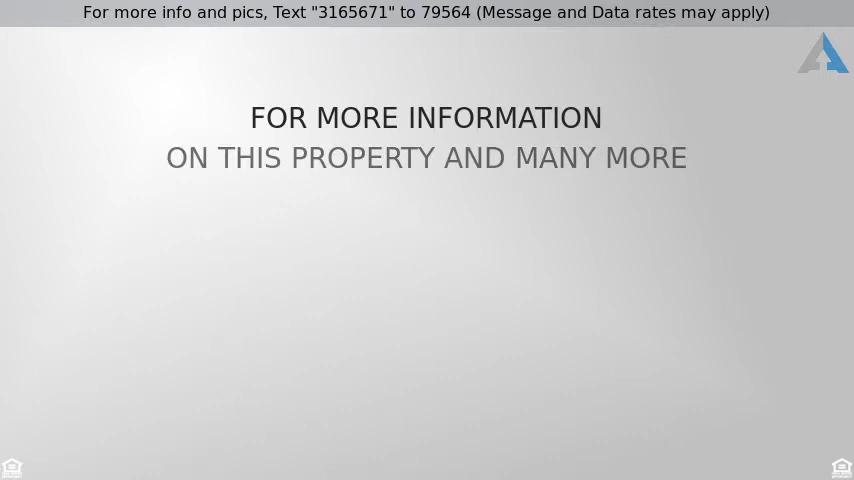 For more info and pics, Text "3165671" to 79564 (Message and Data rates may apply)
FOR MORE INFORMATION
ON THIS PROPERTY AND MANY MORE